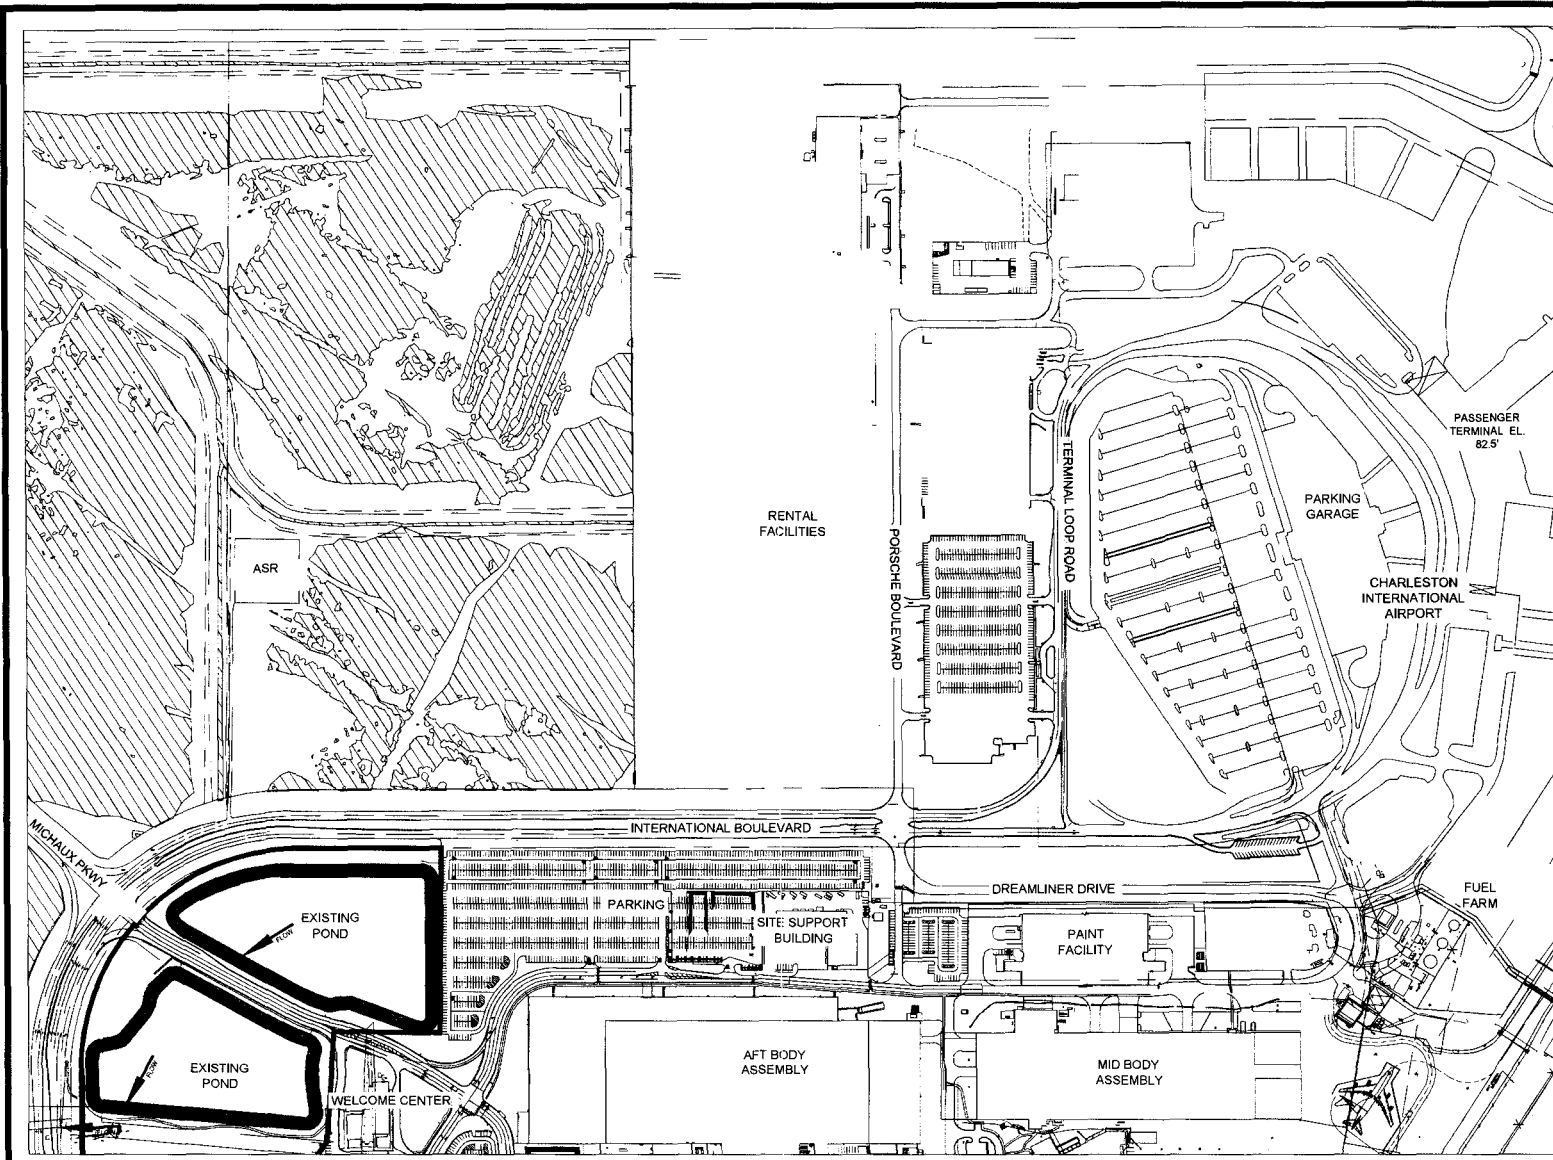 PASSENGER
TERMINAL EL.
82.5'
RENTAL
FACILITIES
PARKING
GARAGE
TERMINAL LOOP ROAD
PORSCHE BOULEVARD
ASR
CHARLESTON
INTERNATIONAL
AIRPORT
MICHAUX PKWY
INTERNATIONAL BOULEVARD
DREAMLINER DRIVE
FUEL
FARM
EXISTING
POND
FLOW
PARKING
SITE SUPPORT
BUILDING
PAINT
FACILITY
EXISTING
POND
FLOW
AFT BODY
ASSEMBLY
MID BODY
ASSEMBLY
WELCOME CENTER